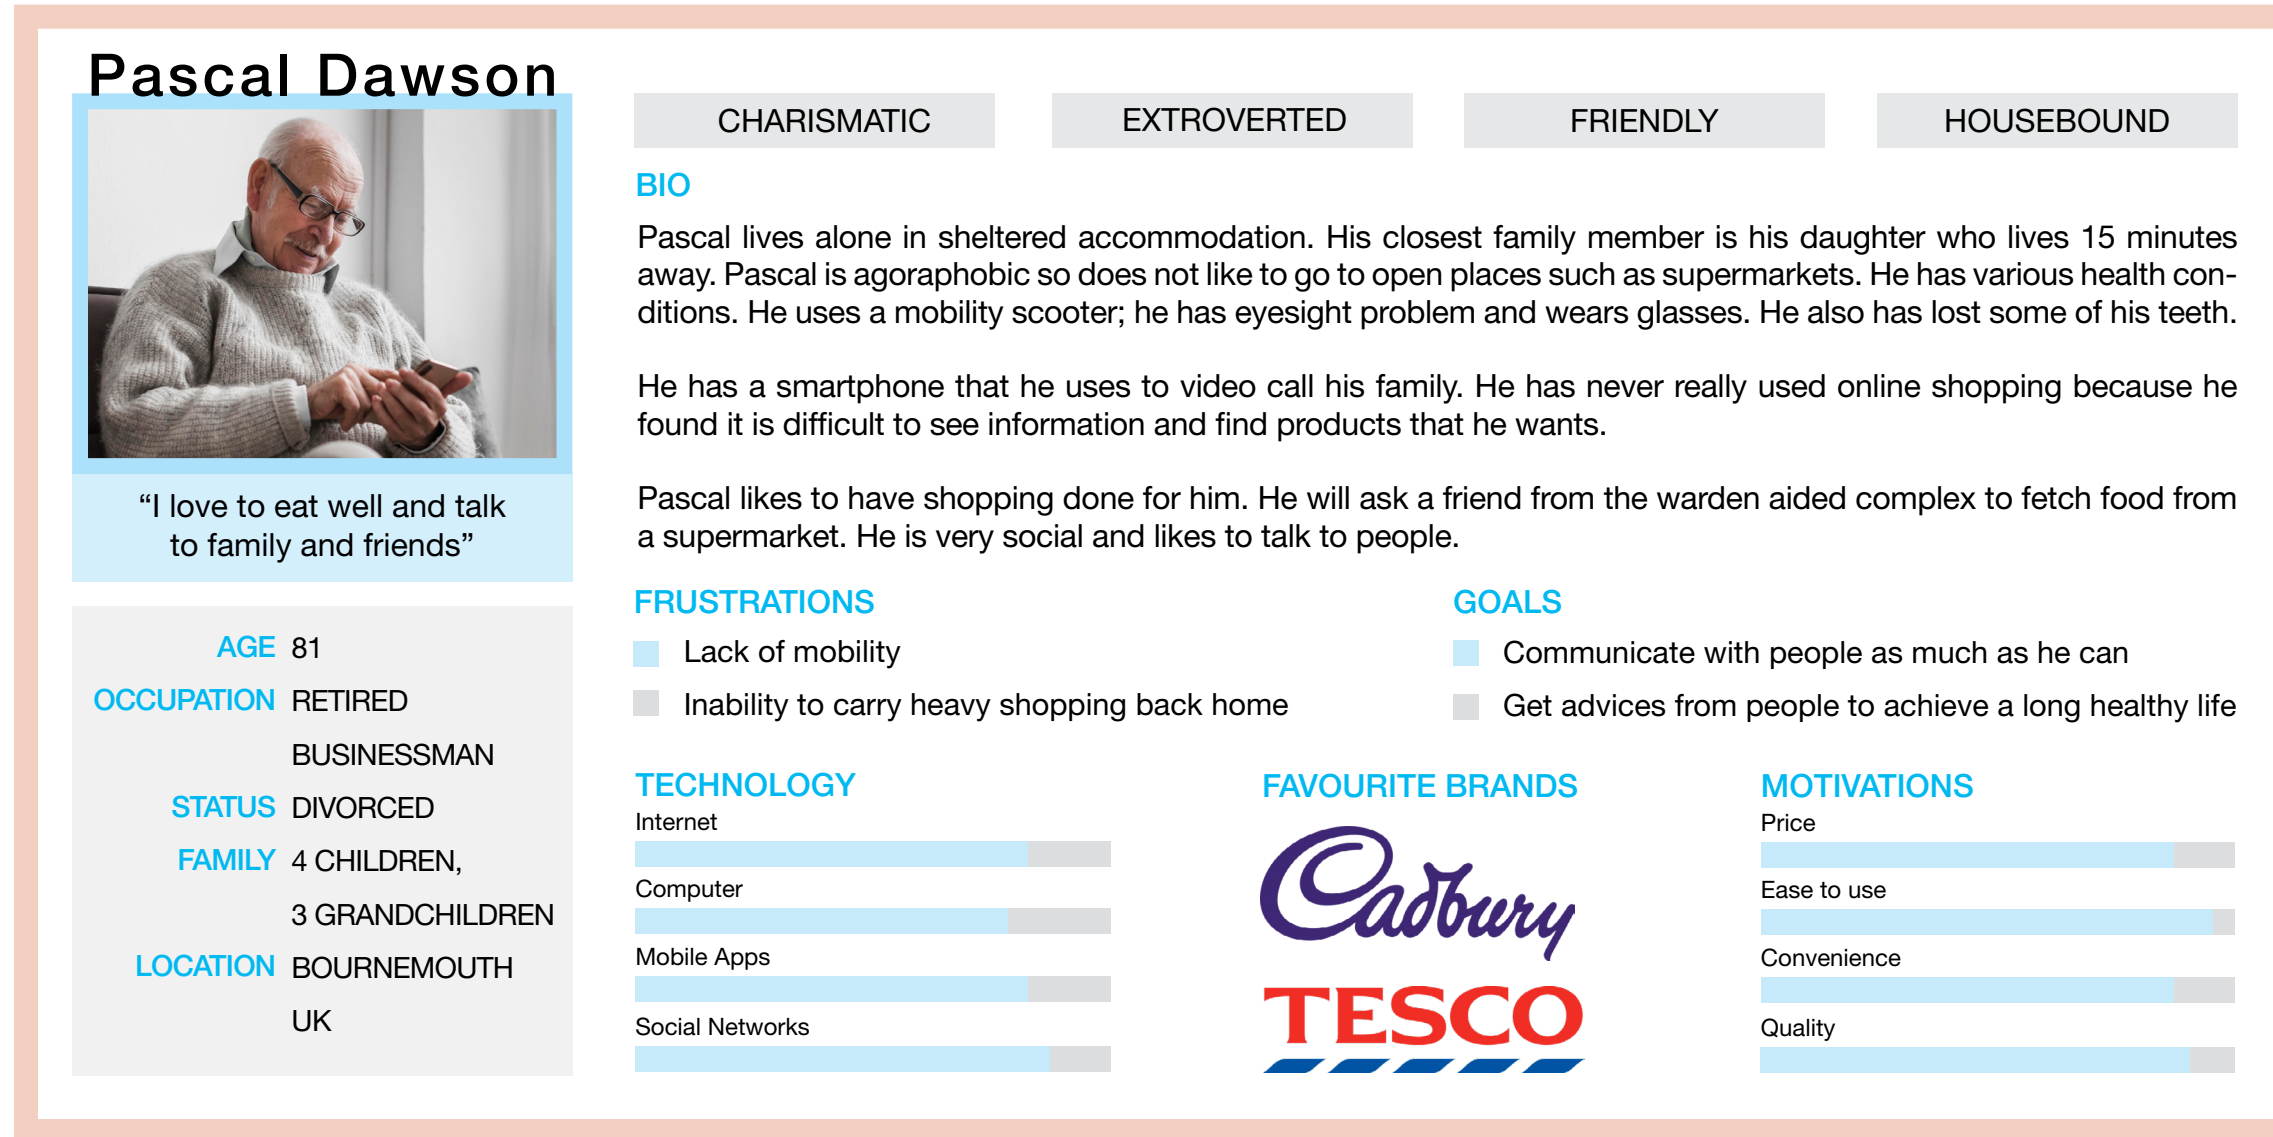 Pascal Dawson
“I love to eat well and talk
to family and friends”
AGE 81
OCCUPATION RETIRED
BUSINESSMAN
STATUS DIVORCED
FAMILY 4 CHILDREN,
3 GRANDCHILDREN
LOCATION BOURNEMOUTH
UK
CHARISMATIC
EXTROVERTED
FRIENDLY
HOUSEBOUND
BIO
Pascal lives alone in sheltered accommodation. His closest family member is his daughter who lives 15 minutes
away. Pascal is agoraphobic so does not like to go to open places such as supermarkets. He has various health con-
ditions. He uses a mobility scooter; he has eyesight problem and wears glasses. He also has lost some of his teeth.
He has a smartphone that he uses to video call his family. He has never really used online shopping because he
found it is difficult to see information and find products that he wants.
Pascal likes to have shopping done for him. He will ask a friend from the warden aided complex to fetch food from
a supermarket. He is very social and likes to talk to people.
FRUSTRATIONS
Lack of mobility
Inability to carry heavy shopping back home
GOALS
Communicate with people as much as he can
Get advices from people to achieve a long healthy life
TECHNOLOGY
Internet
Computer
Mobile Apps
Social Networks
FAVOURITE BRANDS
Cadbury
TESCO
MOTIVATIONS
Price
Ease to use
Convenience
Quality